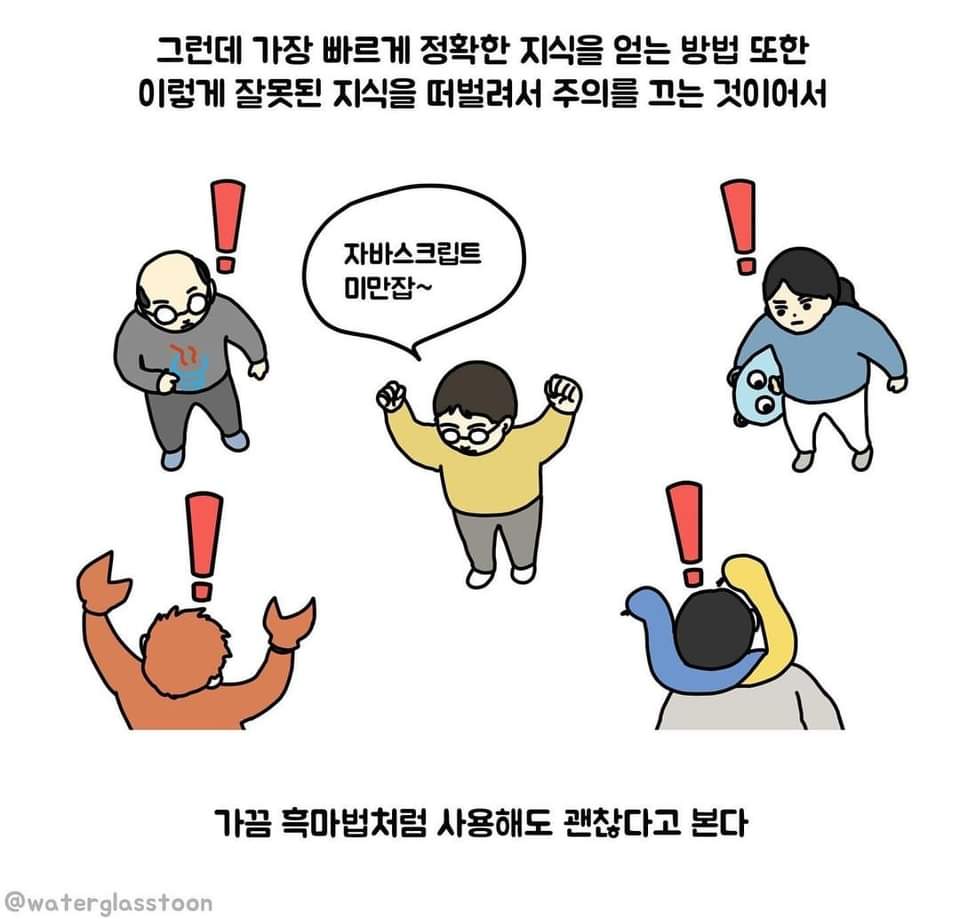 그런데 가장 빠르게 정확한 지식을 얻는 방법 또한
이렇게 잘못된 지식을 떠벌려서 주의를 끄는 것이어서
자바스크립트
미만잡~
가끔 흑마법처럼 사용해도 괜찮다고 본다
@waterglasstoon